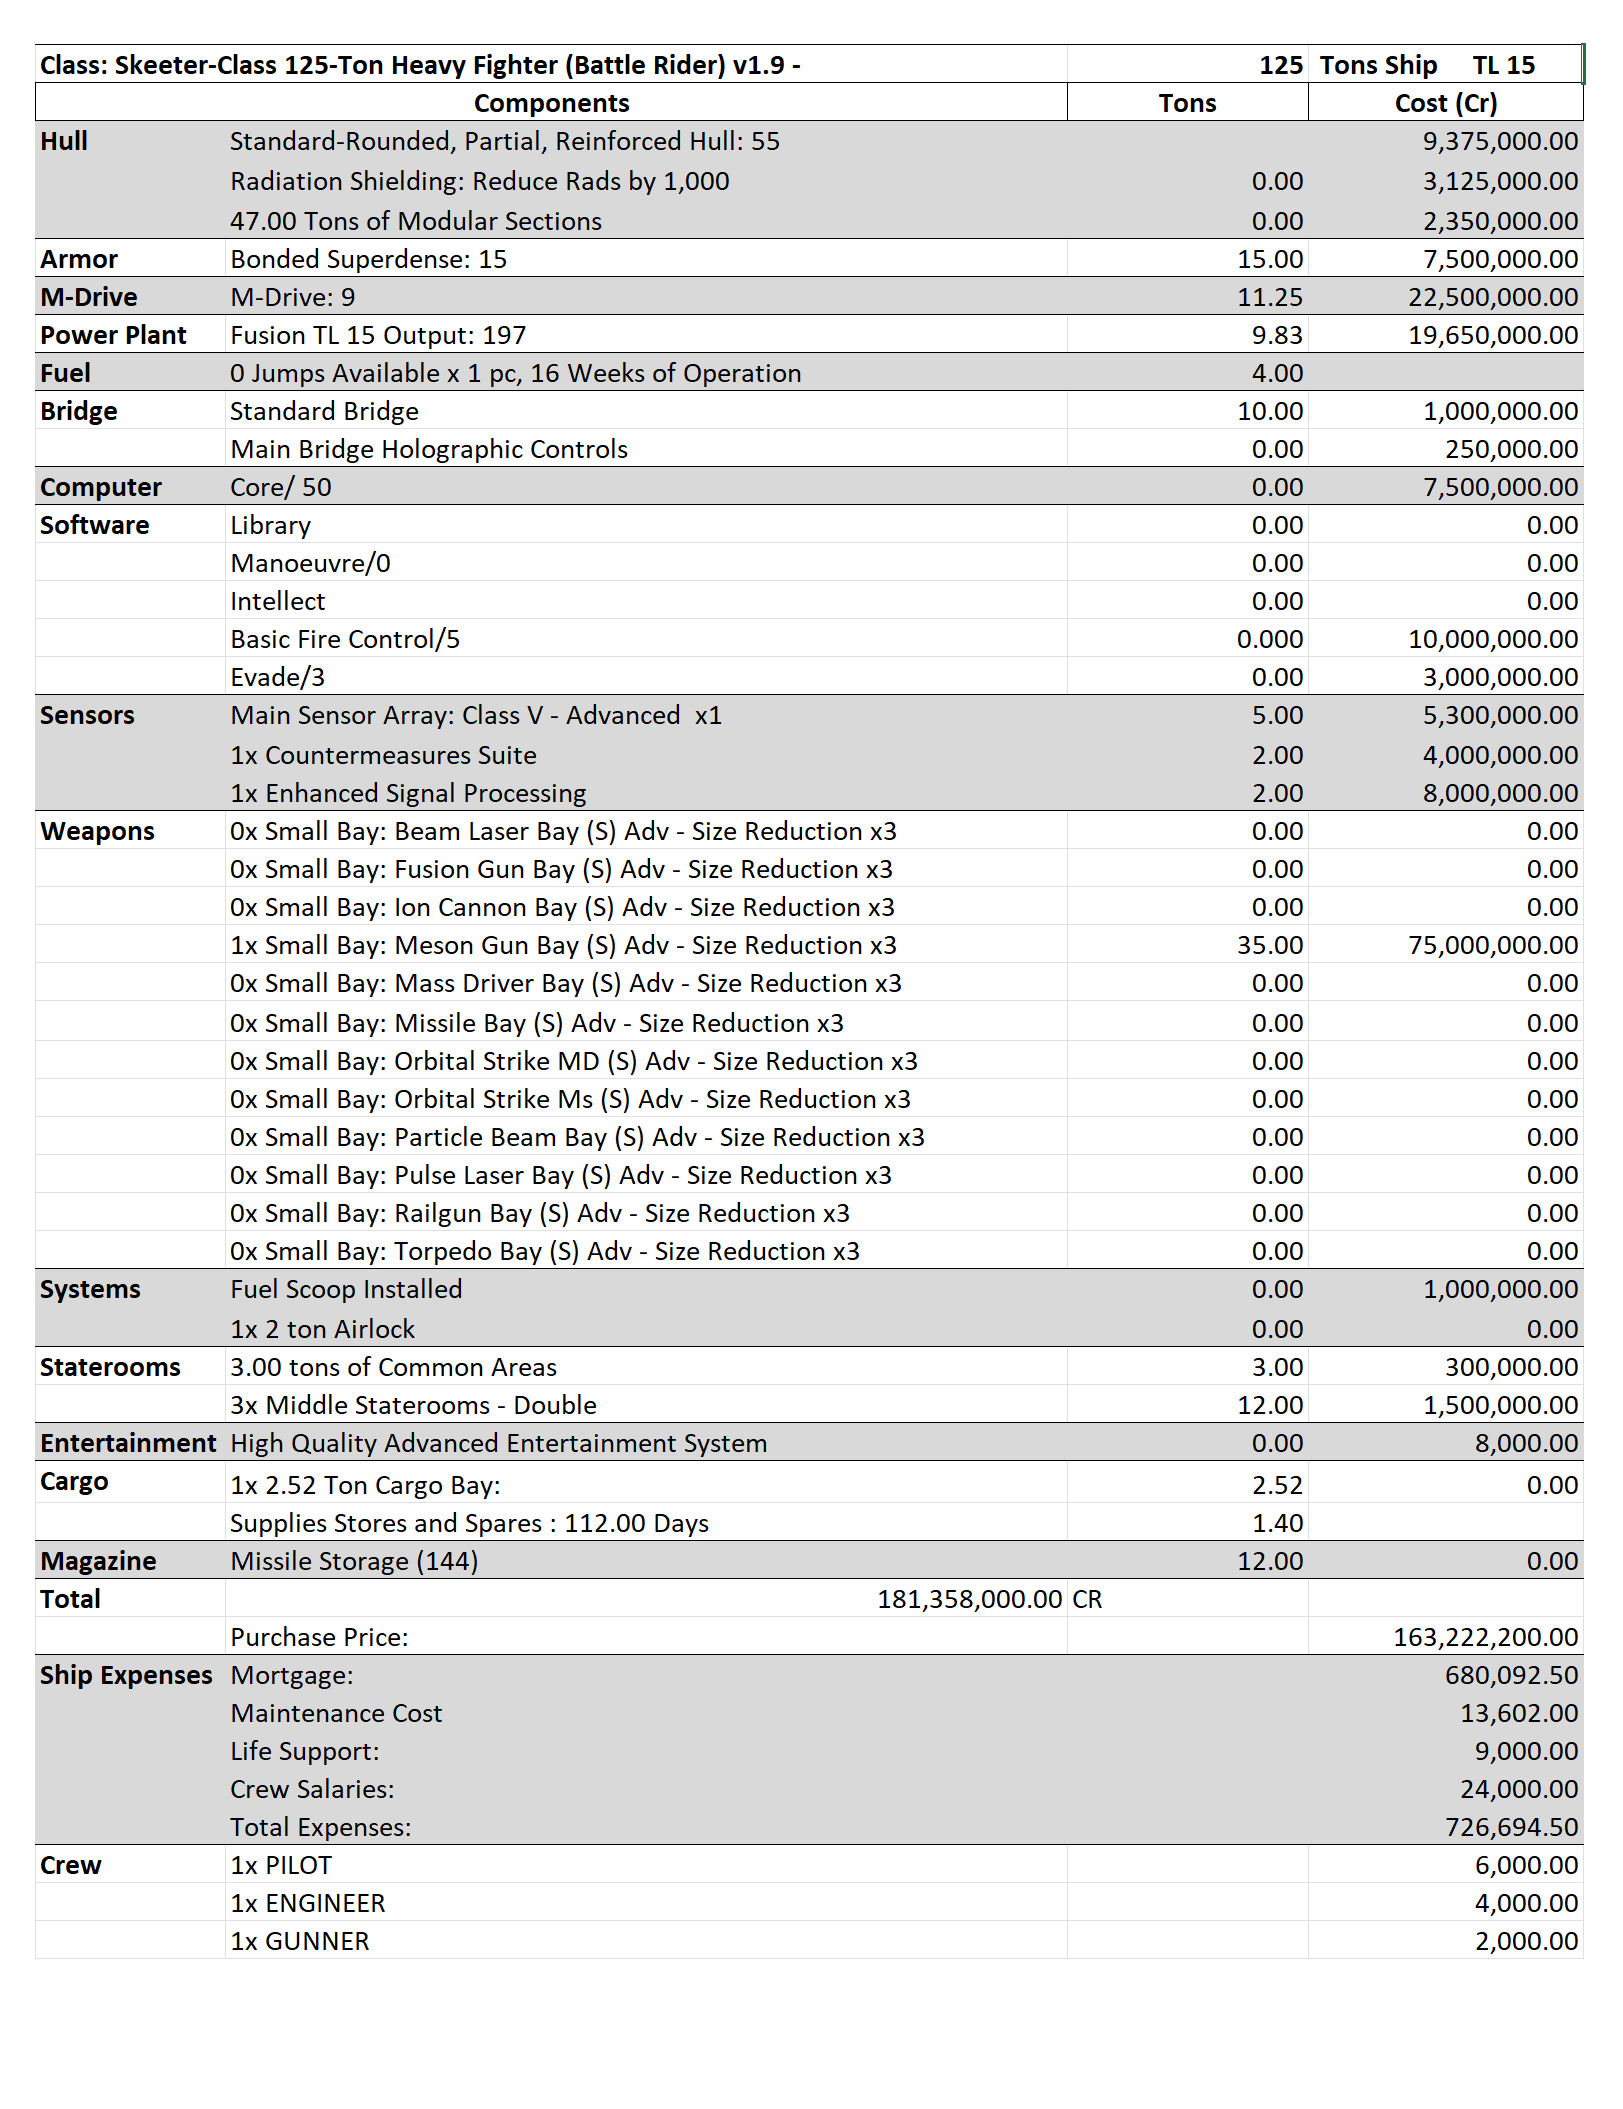 Class: Skeeter-Class 125-Ton Heavy Fighter (Battle Rider) v1.9 - 125 Tons Ship TL 15
Components Tons Cost (Cr)
Hull Standard-Rounded, Partial, Reinforced Hull: 55 9,375,000.00
Radiation Shielding: Reduce Rads by 1,000 0.00 3,125,000.00
47.00 Tons of Modular Sections 0.00 2,350,000.00
Armor Bonded Superdense: 15 15.00 7,500,000.00
M-Drive M-Drive: 9 11.25 22,500,000.00
Power Plant Fusion TL 15 Output: 197 9.83 19,650,000.00
Fuel 0 Jumps Available x 1 pc, 16 Weeks of Operation 4.00
Bridge Standard Bridge 10.00 1,000,000.00
Main Bridge Holographic Controls 0.00 250,000.00
Computer Core/ 50 0.00 7,500,000.00
Software Library 0.00 0.00
Manoeuvre/0 0.00 0.00
Intellect 0.00 0.00
Basic Fire Control/5 0.000 10,000,000.00
Evade/3 0.00 3,000,000.00
Sensors Main Sensor Array: Class V - Advanced x1 5.00 5,300,000.00
1x Countermeasures Suite 2.00 4,000,000.00
1x Enhanced Signal Processing 2.00 8,000,000.00
Weapons 0x Small Bay: Beam Laser Bay (S) Adv - Size Reduction x3 0.00 0.00
0x Small Bay: Fusion Gun Bay (S) Adv - Size Reduction x3 0.00 0.00
0x Small Bay: Ion Cannon Bay (S) Adv - Size Reduction x3 0.00 0.00
1x Small Bay: Meson Gun Bay (S) Adv - Size Reduction x3 35.00 75,000,000.00
0x Small Bay: Mass Driver Bay (S) Adv - Size Reduction x3 0.00 0.00
0x Small Bay: Missile Bay (S) Adv - Size Reduction x3 0.00 0.00
0x Small Bay: Orbital Strike MD (S) Adv - Size Reduction x3 0.00 0.00
0x Small Bay: Orbital Strike Ms (S) Adv - Size Reduction x3 0.00 0.00
0x Small Bay: Particle Beam Bay (S) Adv - Size Reduction x3 0.00 0.00
0x Small Bay: Pulse Laser Bay (S) Adv - Size Reduction x3 0.00 0.00
0x Small Bay: Railgun Bay (S) Adv - Size Reduction x3 0.00 0.00
0x Small Bay: Torpedo Bay (S) Adv - Size Reduction x3 0.00 0.00
Systems Fuel Scoop Installed 0.00 1,000,000.00
1x 2 ton Airlock 0.00 0.00
Staterooms 3.00 tons of Common Areas 3.00 300,000.00
3x Middle Staterooms - Double 12.00 1,500,000.00
Entertainment High Quality Advanced Entertainment System 0.00 8,000.00
Cargo 1x 2.52 Ton Cargo Bay: 2.52 0.00
Supplies Stores and Spares : 112.00 Days 1.40
Magazine Missile Storage (144) 12.00 0.00
Total 181,358,000.00 CR
Purchase Price: 163,222,200.00
Ship Expenses Mortgage: 680,092.50
Maintenance Cost 13,602.00
Life Support: 9,000.00
Crew Salaries: 24,000.00
Total Expenses: 726,694.50
Crew 1x PILOT 6,000.00
1x ENGINEER 4,000.00
1x GUNNER 2,000.00